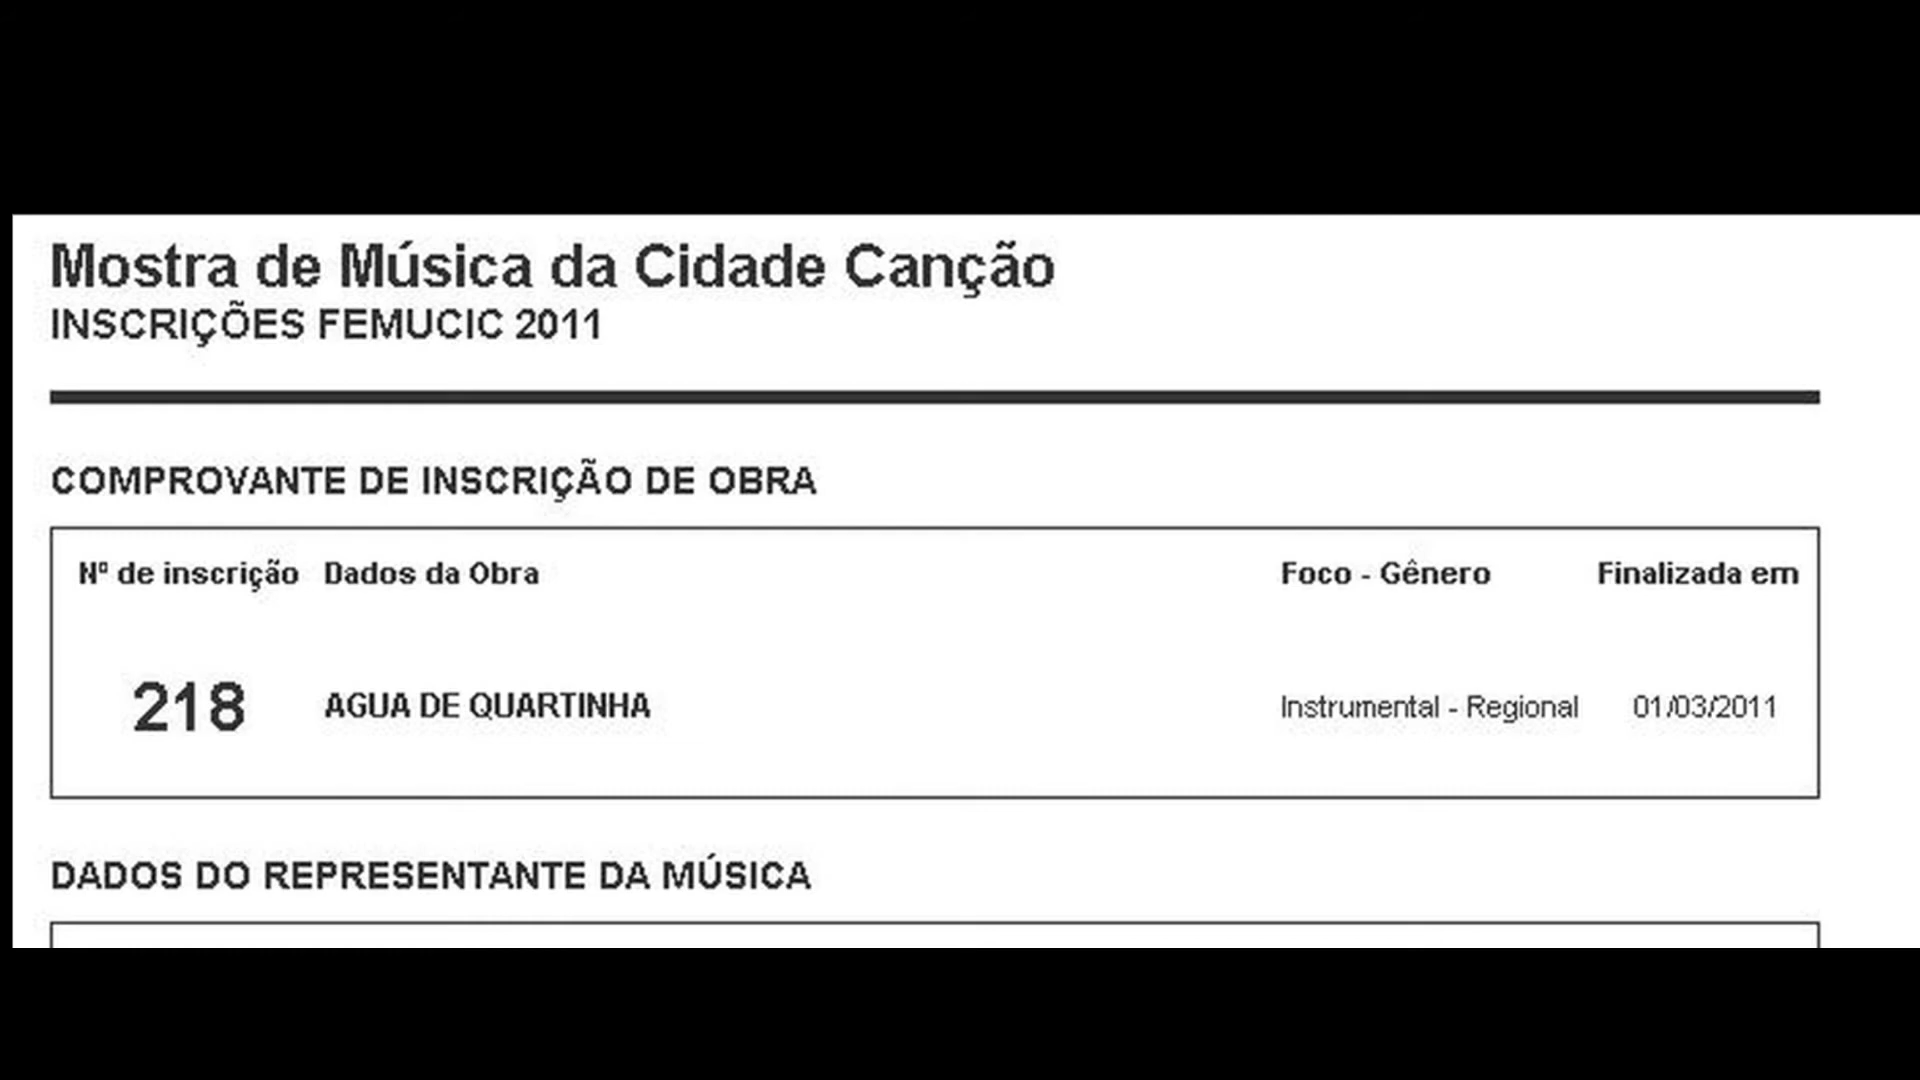 Mostra de Música da Cidade Canção
INSCRIÇÕES FEMUCIC 2011
COMPROVANTE DE INSCRIÇÃO DE OBRA
Nº de inscrição Dados da Obra Foco - Gênero Finalizada em
218 AGUA DE QUARTINHA Instrumental - Regional 01/03/2011
DADOS DO REPRESENTANTE DA MÚSICA